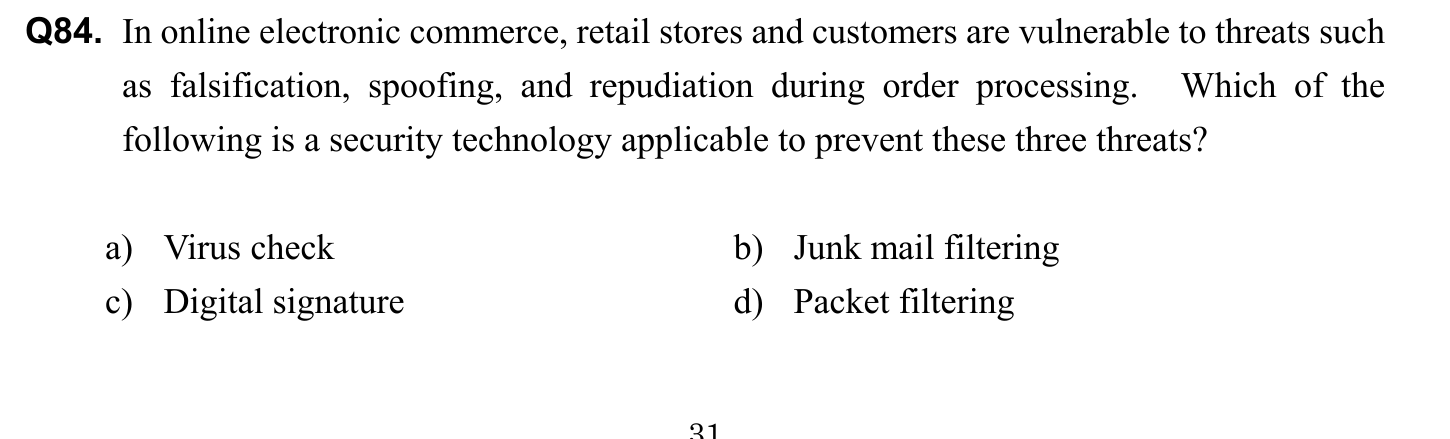 Q84. In online electronic commerce, retail stores and customers are vulnerable to threats such
as falsification, spoofing, and repudiation during order processing. Which of the
following is a security technology applicable to prevent these three threats?
a) Virus check b) Junk mail filtering
c) Digital signature d) Packet filtering
31